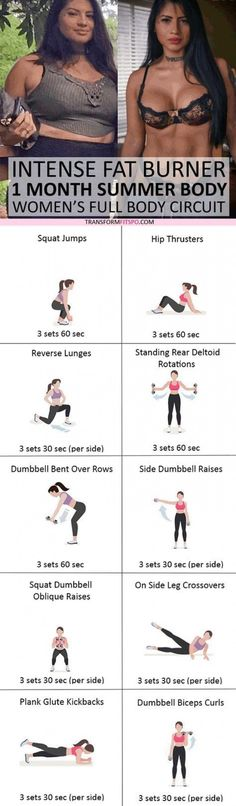 INTENSE FAT BURNER
1 MONTH SUMMER BODY
WOMEN'S FULL BODY CIRCUIT
TRANSFORMFITSPO.COM
Squat Jumps
3 sets 60 sec
Hip Thrusters
3 sets 60 sec
Reverse Lunges
3 sets 30 sec (per side)
Standing Rear Deltoid
Rotations
3 sets 60 sec
Dumbbell Bent Over Rows
3 sets 60 sec
Side Dumbbell Raises
3 sets 30 sec (per side)
Squat Dumbbell
Oblique Raises
3 sets 30 sec (per side)
On Side Leg Crossovers
3 sets 30 sec (per side)
Plank Glute Kickbacks
3 sets 30 sec (per side)
Dumbbell Biceps Curls
3 sets 30 sec (per side)